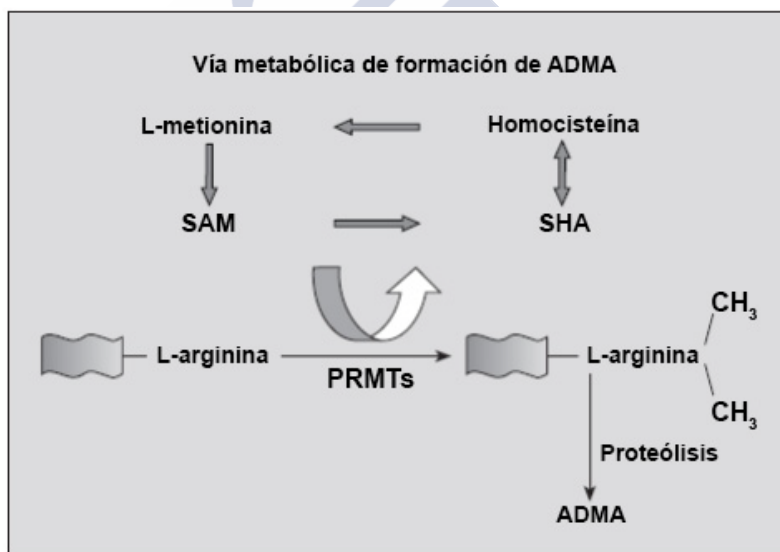 Vía metabólica de formación de ADMA
L-metionina
Homocisteína
SAM
SHA
CH₃
L-arginina
L-arginina
PRMTs
CH₃
Proteólisis
ADMA